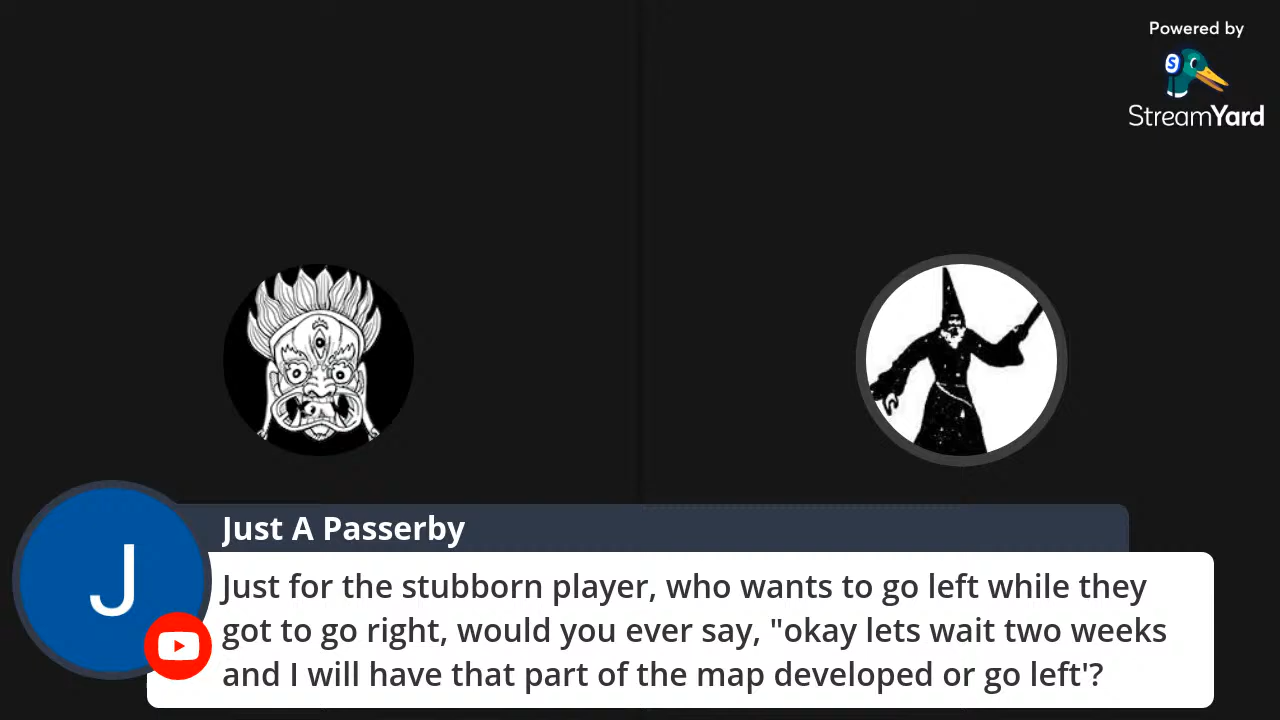 Powered by
S
StreamYard
J
Just A Passerby
Just for the stubborn player, who wants to go left while they
got to go right, would you ever say, "okay lets wait two weeks
and I will have that part of the map developed or go left'?